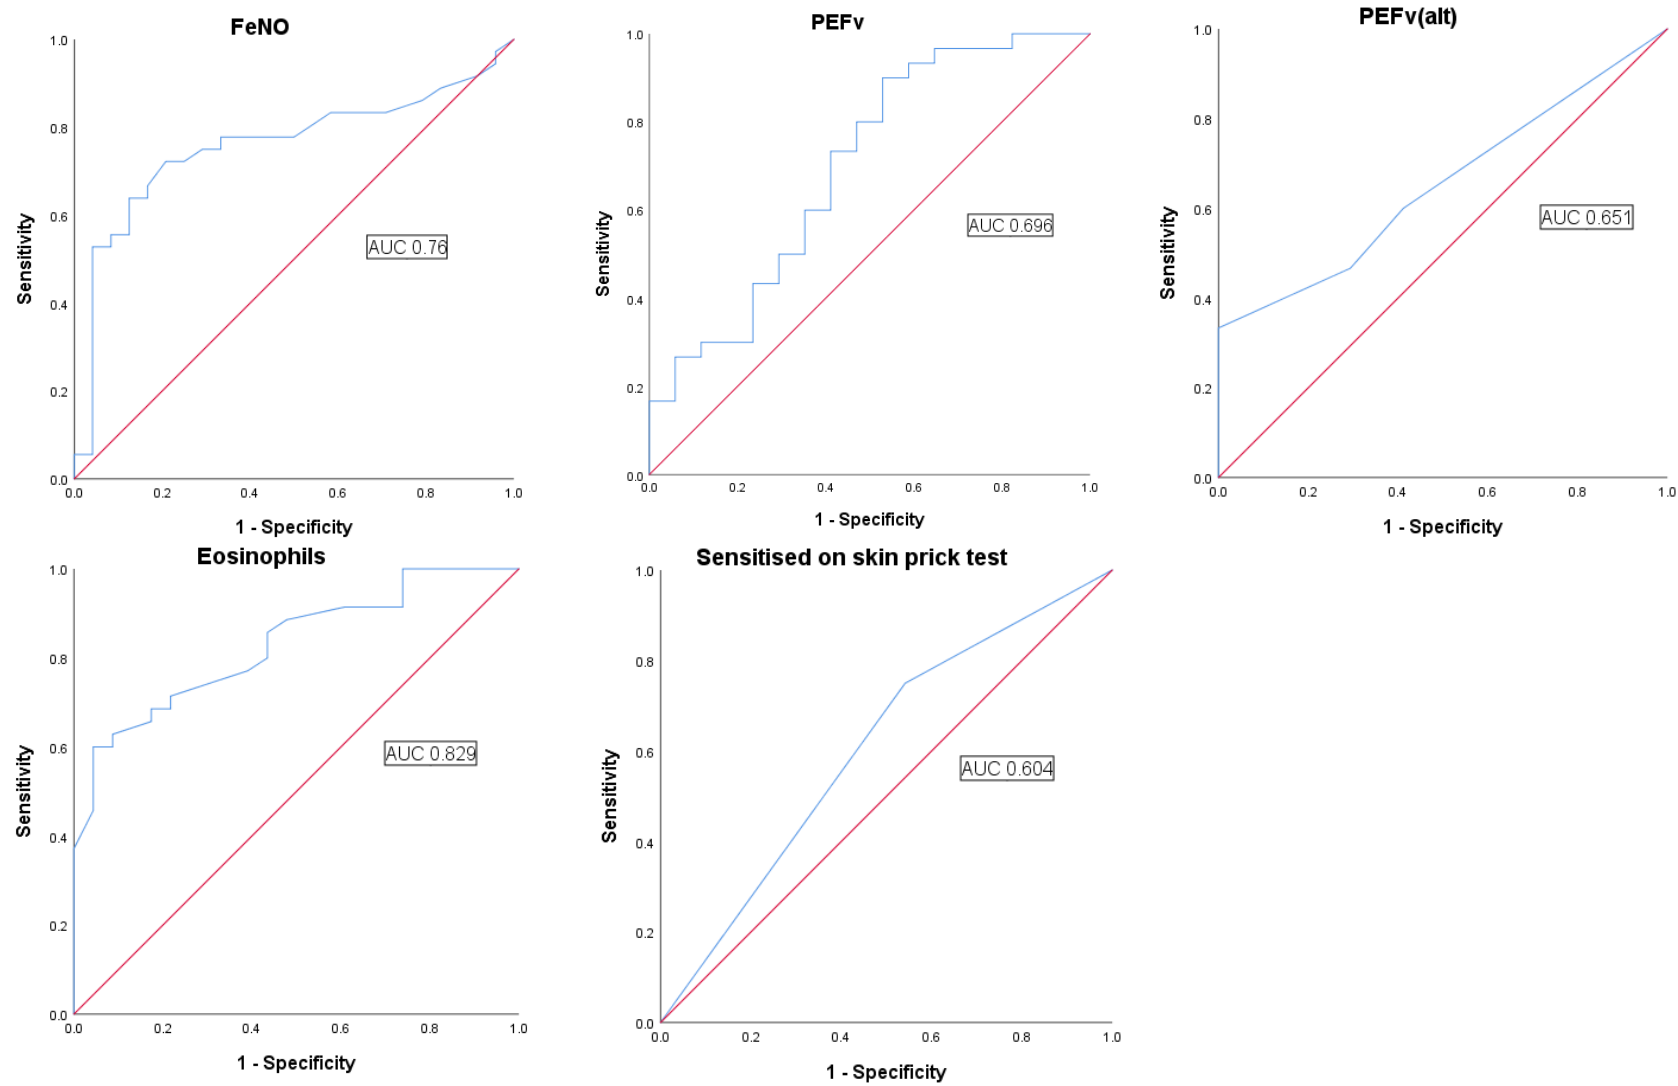 FeNO
1.0
0.8
0.6
0.4
0.2
0.0
Sensitivity
AUC 0.76
0.0 0.2 0.4 0.6 0.8 1.0
1 - Specificity
PEFv
1.0
0.8
0.6
0.4
0.2
0.0
Sensitivity
AUC 0.696
0.0 0.2 0.4 0.6 0.8 1.0
1 - Specificity
PEFv(alt)
1.0
0.8
0.6
0.4
0.2
0.0
Sensitivity
AUC 0.651
0.0 0.2 0.4 0.6 0.8 1.0
1 - Specificity
Eosinophils
1.0
0.8
0.6
0.4
0.2
0.0
Sensitivity
AUC 0.829
0.0 0.2 0.4 0.6 0.8 1.0
1 - Specificity
Sensitised on skin prick test
1.0
0.8
0.6
0.4
0.2
0.0
Sensitivity
AUC 0.604
0.0 0.2 0.4 0.6 0.8 1.0
1 - Specificity